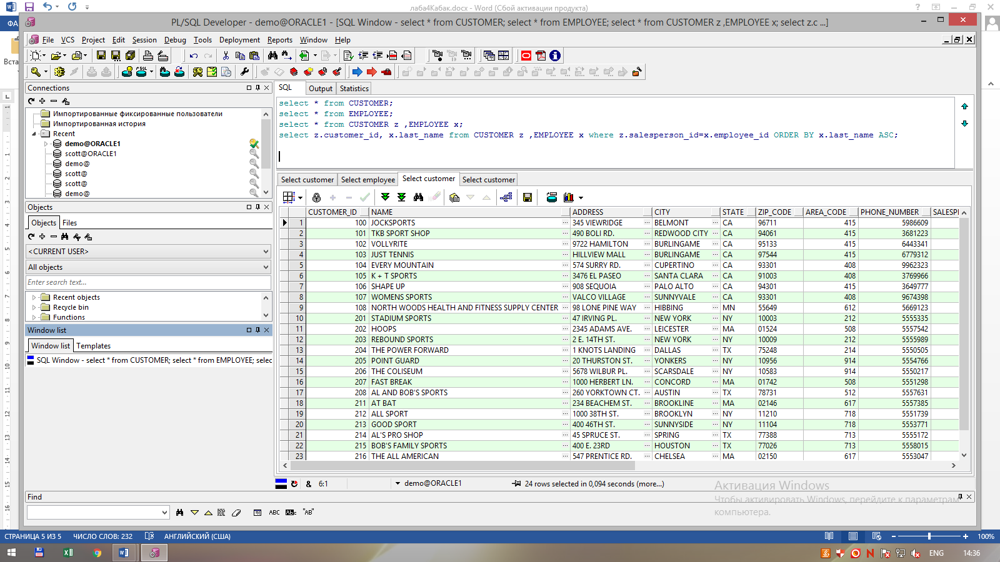 лаба4Кабак.docx - Word (Сбой активации продукта)
ФА
PL/SQL Developer - demo@ORACLE1 - [SQL Window - select * from CUSTOMER; select * from EMPLOYEE; select * from CUSTOMER z ,EMPLOYEE x; select z.c ...]
File VCS Project Edit Session Debug Tools Deployment Reports Window Help
Вста
Connections
Импортированные фиксированные пользователи
Импортированная история
Recent
demo@ORACLE1
scott@ORACLE1
demo@
scott@
scott@
demo@
Objects
Objects Files
<CURRENT USER>
All objects
Enter search text...
Recent objects
Recycle bin
Functions
Window list
Window list Templates
SQL Window - select * from CUSTOMER; select * from EMPLOYEE; selec
SQL Output Statistics
select * from CUSTOMER;
select * from EMPLOYEE;
select * from CUSTOMER z ,EMPLOYEE x;
select z.customer_id, x.last_name from CUSTOMER z ,EMPLOYEE x where z.salesperson_id=x.employee_id ORDER BY x.last_name ASC;
Select customer Select employee Select customer Select customer
CUSTOMER_ID NAME ADDRESS CITY STATE ZIP_CODE AREA_CODE PHONE_NUMBER SALESPI
1 100 JOCKSPORTS 345 VIEWRIDGE BELMONT CA 96711 415 5986609
2 101 TKB SPORT SHOP 490 BOLI RD. REDWOOD CITY CA 94061 415 3681223
3 102 VOLLYRITE 9722 HAMILTON BURLINGAME CA 95133 415 6443341
4 103 JUST TENNIS HILLVIEW MALL BURLINGAME CA 97544 415 6779312
5 104 EVERY MOUNTAIN 574 SURRY RD. CUPERTINO CA 93301 408 9962323
6 105 K + T SPORTS 3476 EL PASEO SANTA CLARA CA 91003 408 3769966
7 106 SHAPE UP 908 SEQUOIA PALO ALTO CA 94301 415 3649777
8 107 WOMENS SPORTS VALCO VILLAGE SUNNYVALE CA 93301 408 9674398
9 108 NORTH WOODS HEALTH AND FITNESS SUPPLY CENTER 98 LONE PINE WAY HIBBING MN 55649 612 5669123
10 201 STADIUM SPORTS 47 IRVING PL. NEW YORK NY 10003 212 5555335
11 202 HOOPS 2345 ADAMS AVE. LEICESTER MA 01524 508 5557542
12 203 REBOUND SPORTS 2 E. 14TH ST. NEW YORK NY 10009 212 5555989
13 204 THE POWER FORWARD 1 KNOTS LANDING DALLAS TX 75248 214 5550505
14 205 POINT GUARD 20 THURSTON ST. YONKERS NY 10956 914 5554766
15 206 THE COLISEUM 5678 WILBUR PL. SCARSDALE NY 10583 914 5550217
16 207 FAST BREAK 1000 HERBERT LN. CONCORD MA 01742 508 5551298
17 208 AL AND BOB'S SPORTS 260 YORKTOWN CT. AUSTIN TX 78731 512 5557631
18 211 AT BAT 234 BEACHEM ST. BROOKLINE MA 02146 617 5557385
19 212 ALL SPORT 1000 38TH ST. BROOKLYN NY 11210 718 5551739
20 213 GOOD SPORT 400 46TH ST. SUNNYSIDE NY 11104 718 5553771
21 214 AL'S PRO SHOP 45 SPRUCE ST. SPRING TX 77388 713 5555172
22 215 BOB'S FAMILY SPORTS 400 E. 23RD HOUSTON TX 77026 713 5558015
23 216 THE ALL AMERICAN 547 PRENTICE RD. CHELSEA MA 02150 617 5553047
& 6:1 demo@ORACLE1 24 rows selected in 0,094 seconds (more...)
Активация Windows
Чтобы активировать Windows, перейдите к параметрам
компьютера.
Find
ABC "AB"
СТРАНИЦА 5 ИЗ 5 ЧИСЛО СЛОВ: 232 АНГЛИЙСКИЙ (США) 100%
ENG 14:36